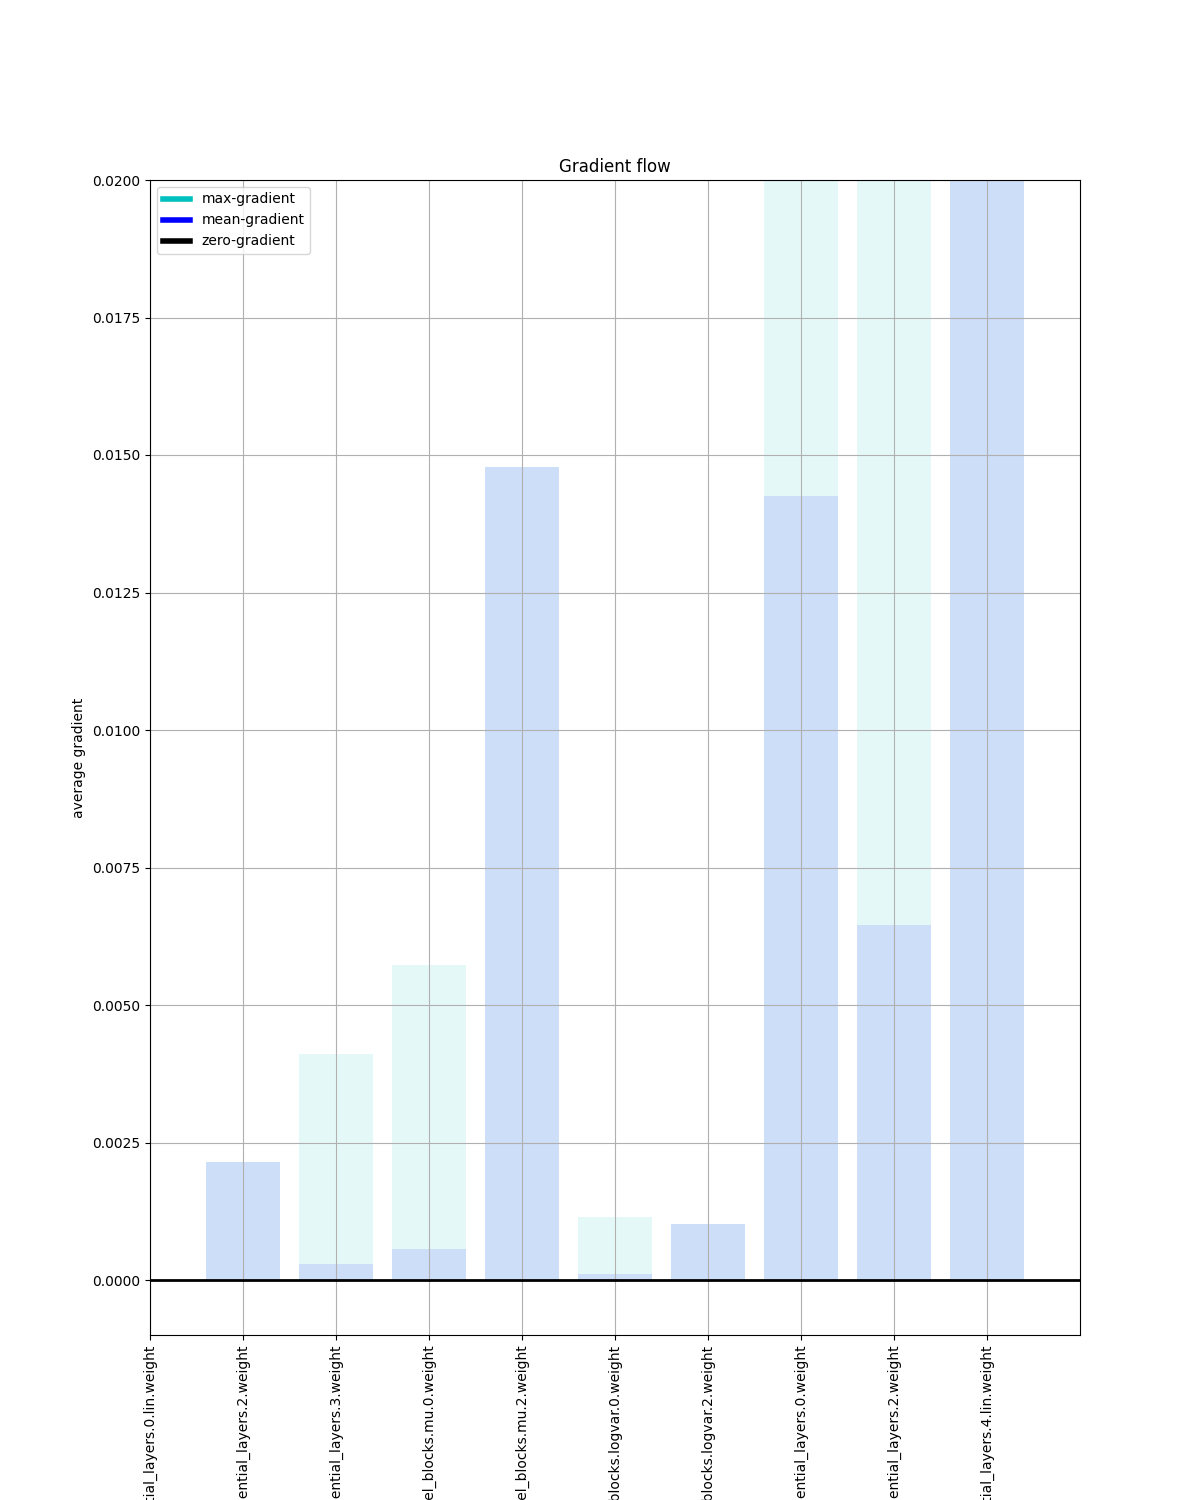 Gradient flow
max-gradient
mean-gradient
zero-gradient
0.0200
0.0175
0.0150
0.0125
0.0100
0.0075
0.0050
0.0025
0.0000
average gradient
tial_layers.0.lin.weight
ential_layers.2.weight
ential_layers.3.weight
el_blocks.mu.0.weight
el_blocks.mu.2.weight
blocks.logvar.0.weight
blocks.logvar.2.weight
ential_layers.0.weight
ential_layers.2.weight
tial_layers.4.lin.weight